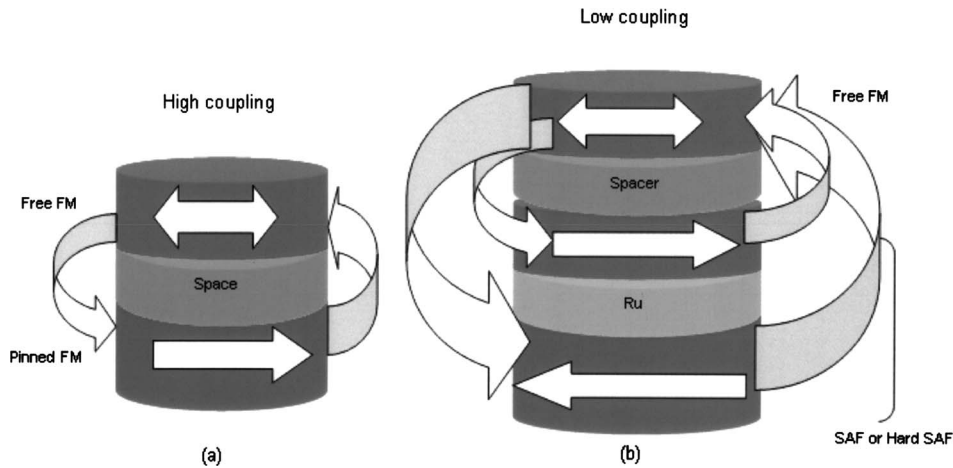 High coupling
Free FM
Space
Pinned FM
(a)
Low coupling
Free FM
Spacer
Ru
SAF or Hard SAF
(b)